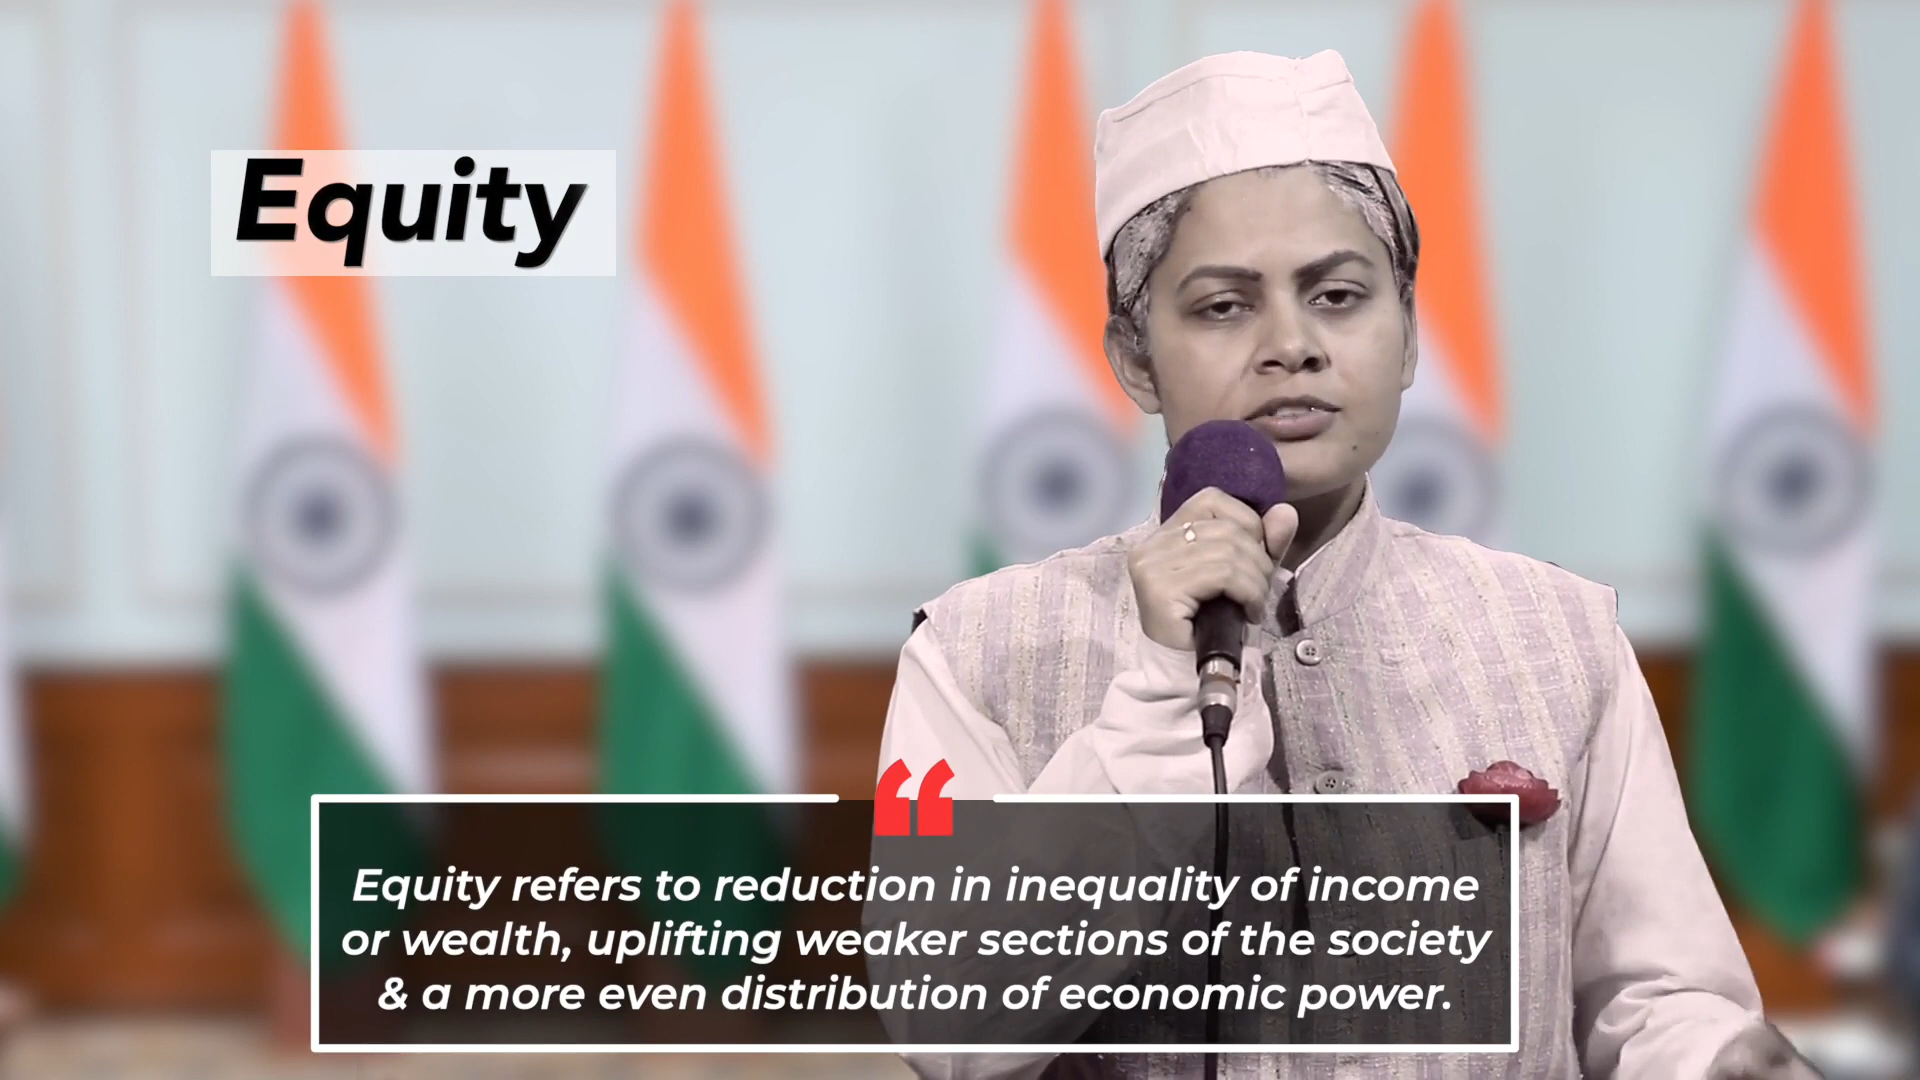 Equity
Equity refers to reduction in inequality of income
or wealth, uplifting weaker sections of the society
& a more even distribution of economic power.